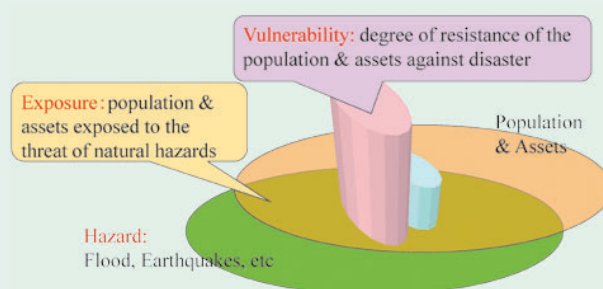 Vulnerability: degree of resistance of the
population & assets against disaster
Exposure: population &
assets exposed to the
threat of natural hazards
Population
& Assets
Hazard:
Flood, Earthquakes, etc